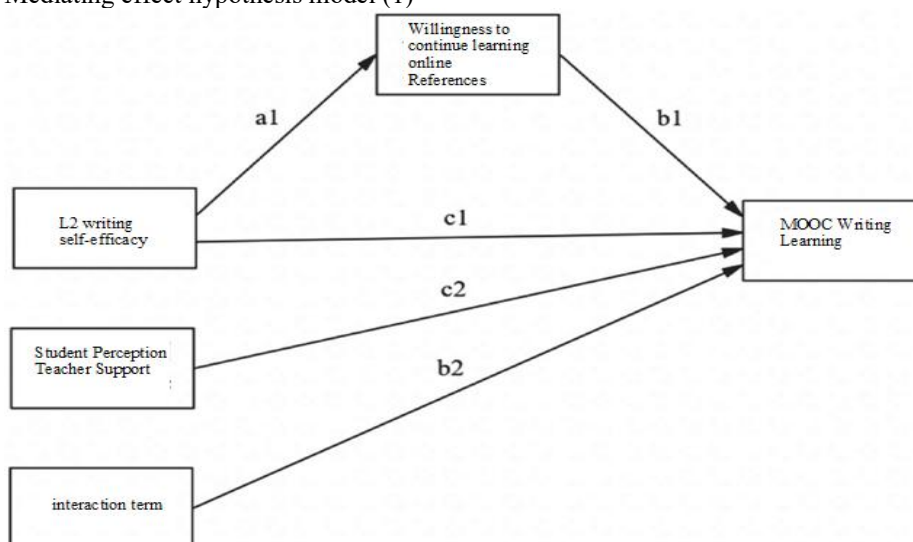 Mediating effect hypothesis model (1)
Willingness to
continue learning
online
References
a1
b1
L2 writing
self-efficacy
c1
MOOC Writing
Learning
c2
Student Perception
Teacher Support
b2
interaction term